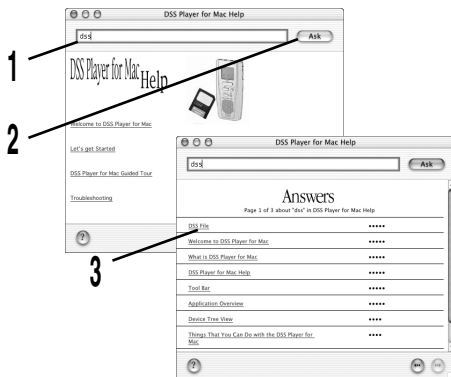 DSS Player for Mac Help
dss
Ask
1
DSS Player for Mac Help
2
Welcome to DSS Player for Mac
Let's get Started
DSS Player for Mac Guided Tour
Troubleshooting
?
DSS Player for Mac Help
dss
Ask
Answers
Page 1 of 3 about "dss" in DSS Player for Mac Help
3
DSS File •••••
Welcome to DSS Player for Mac •••••
What is DSS Player for Mac •••••
DSS Player for Mac Help •••••
Tool Bar •••••
Application Overview •••••
Device Tree View ••••
Things That You Can Do with the DSS Player for ••••
Mac
?